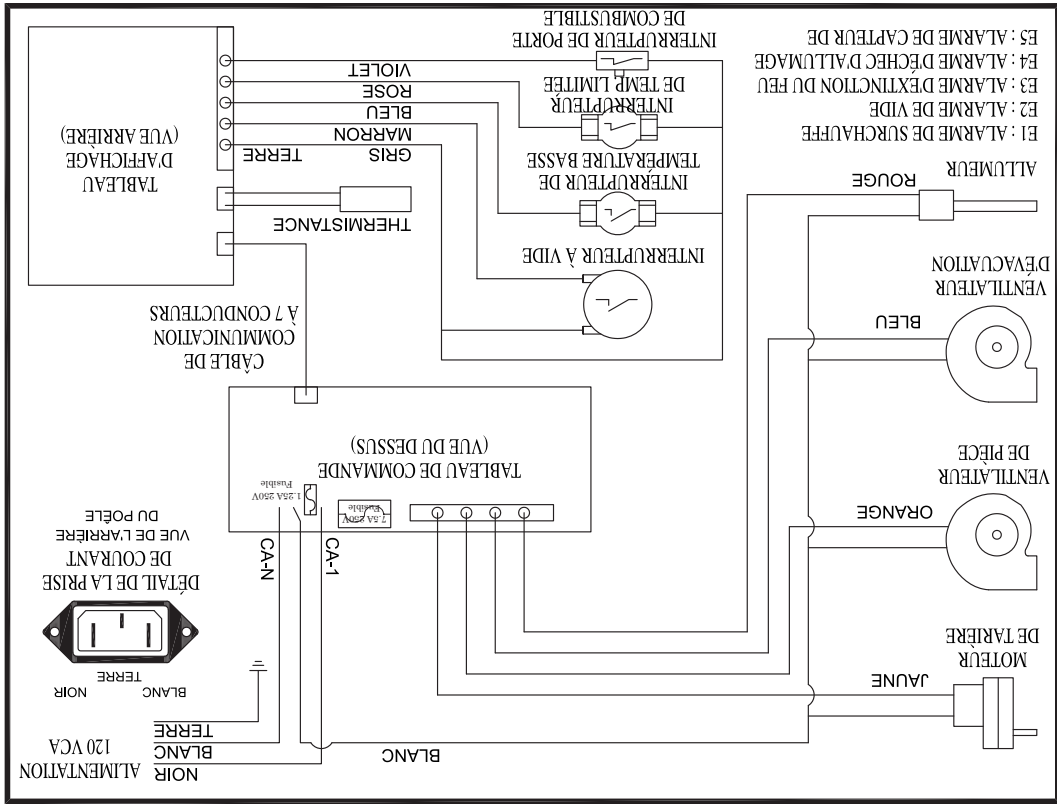 NOIR
BLANC
TERRE
ALIMENTATION
120 VCA
BLANC
MOTEUR
DE TARIÈRE
JAUNE
BLANC
NOIR
TERRE
DÉTAIL DE LA PRISE
DE COURANT
VUE DE L'ARRIÈRE
DU POÊLE
CA-1
CA-N
VENTILATEUR
DE PIÈCE
ORANGE
7.5A 250V
Fusible
1.25A 250V
Fusible
TABLEAU DE COMMANDE
(VUE DU DESSUS)
VENTILATEUR
D'ÉVACUATION
BLEU
CÂBLE DE
COMMUNICATION
À 7 CONDUCTEURS
INTERRUPTEUR À VIDE
ALLUMEUR
ROUGE
THERMISTANCE
INTERRUPTEUR DE
TEMPÉRATURE BASSE
TABLEAU
D'AFFICHAGE
(VUE ARRIÈRE)
GRIS
TERRE
MARRON
BLEU
ROSE
VIOLET
INTERRUPTEUR
DE TEMP. LIMITÉE
INTERRUPTEUR DE PORTE
DE COMBUSTIBLE
E1 : ALARME DE SURCHAUFFE
E2 : ALARME DE VIDE
E3 : ALARME D'ÉXTINCTION DU FEU
E4 : ALARME D'ÉCHEC D'ALLUMAGE
E5 : ALARME DE CAPTEUR DE